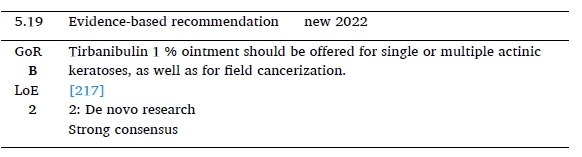 5.19 Evidence-based recommendation new 2022
GoR Tirbanibulin 1 % ointment should be offered for single or multiple actinic
B keratoses, as well as for field cancerization.
LoE [217]
2 2: De novo research
Strong consensus